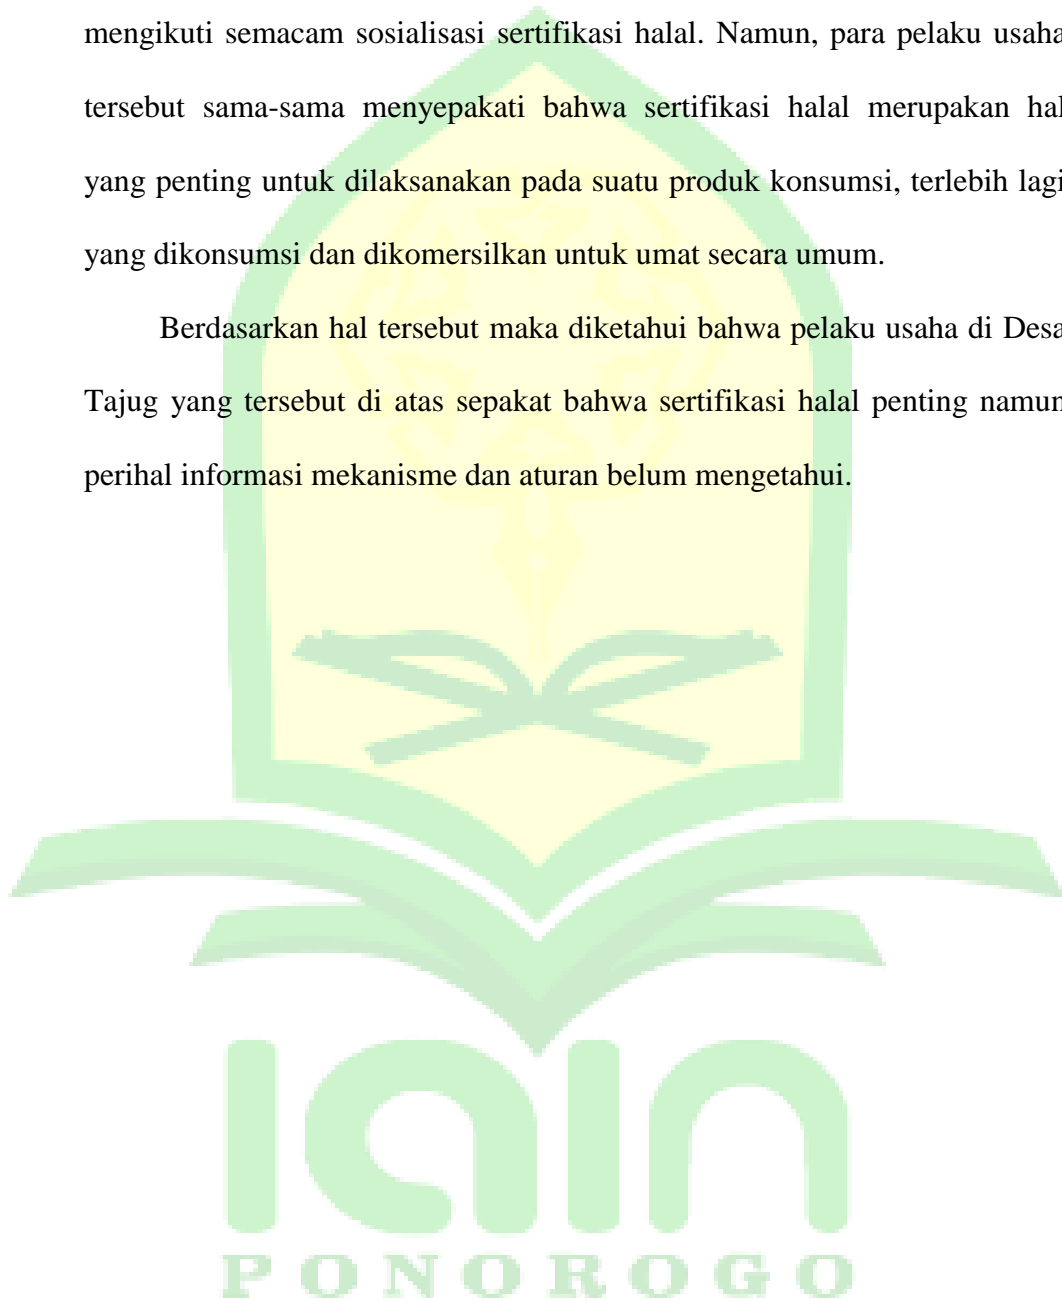 mengikuti semacam sosialisasi sertifikasi halal. Namun, para pelaku usaha
tersebut sama-sama menyepakati bahwa sertifikasi halal merupakan hal
yang penting untuk dilaksanakan pada suatu produk konsumsi, terlebih lagi
yang dikonsumsi dan dikomersilkan untuk umat secara umum.
Berdasarkan hal tersebut maka diketahui bahwa pelaku usaha di Desa
Tajug yang tersebut di atas sepakat bahwa sertifikasi halal penting namun
perihal informasi mekanisme dan aturan belum mengetahui.
IAIN
PONOROGO